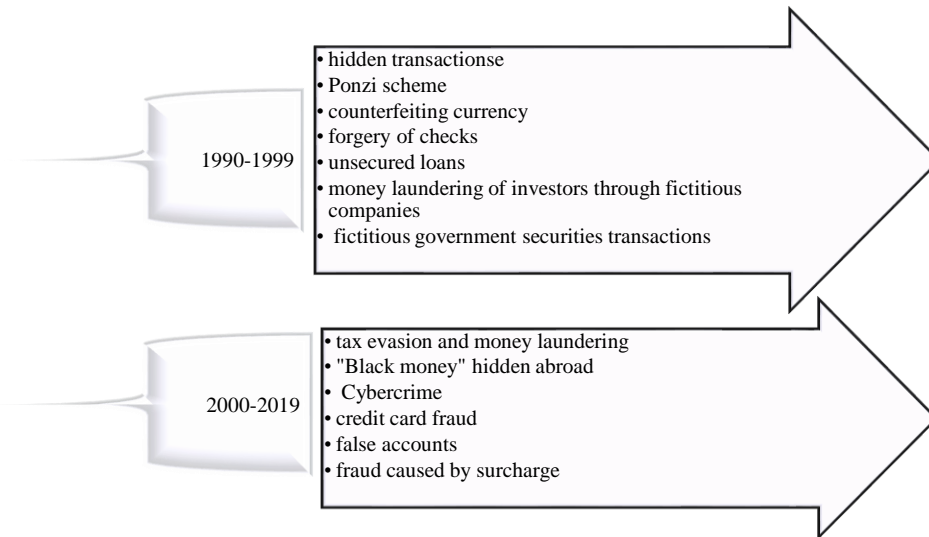 1990-1999
• hidden transactionse
• Ponzi scheme
• counterfeiting currency
• forgery of checks
• unsecured loans
• money laundering of investors through fictitious
companies
• fictitious government securities transactions
2000-2019
• tax evasion and money laundering
• "Black money" hidden abroad
• Cybercrime
• credit card fraud
• false accounts
• fraud caused by surcharge